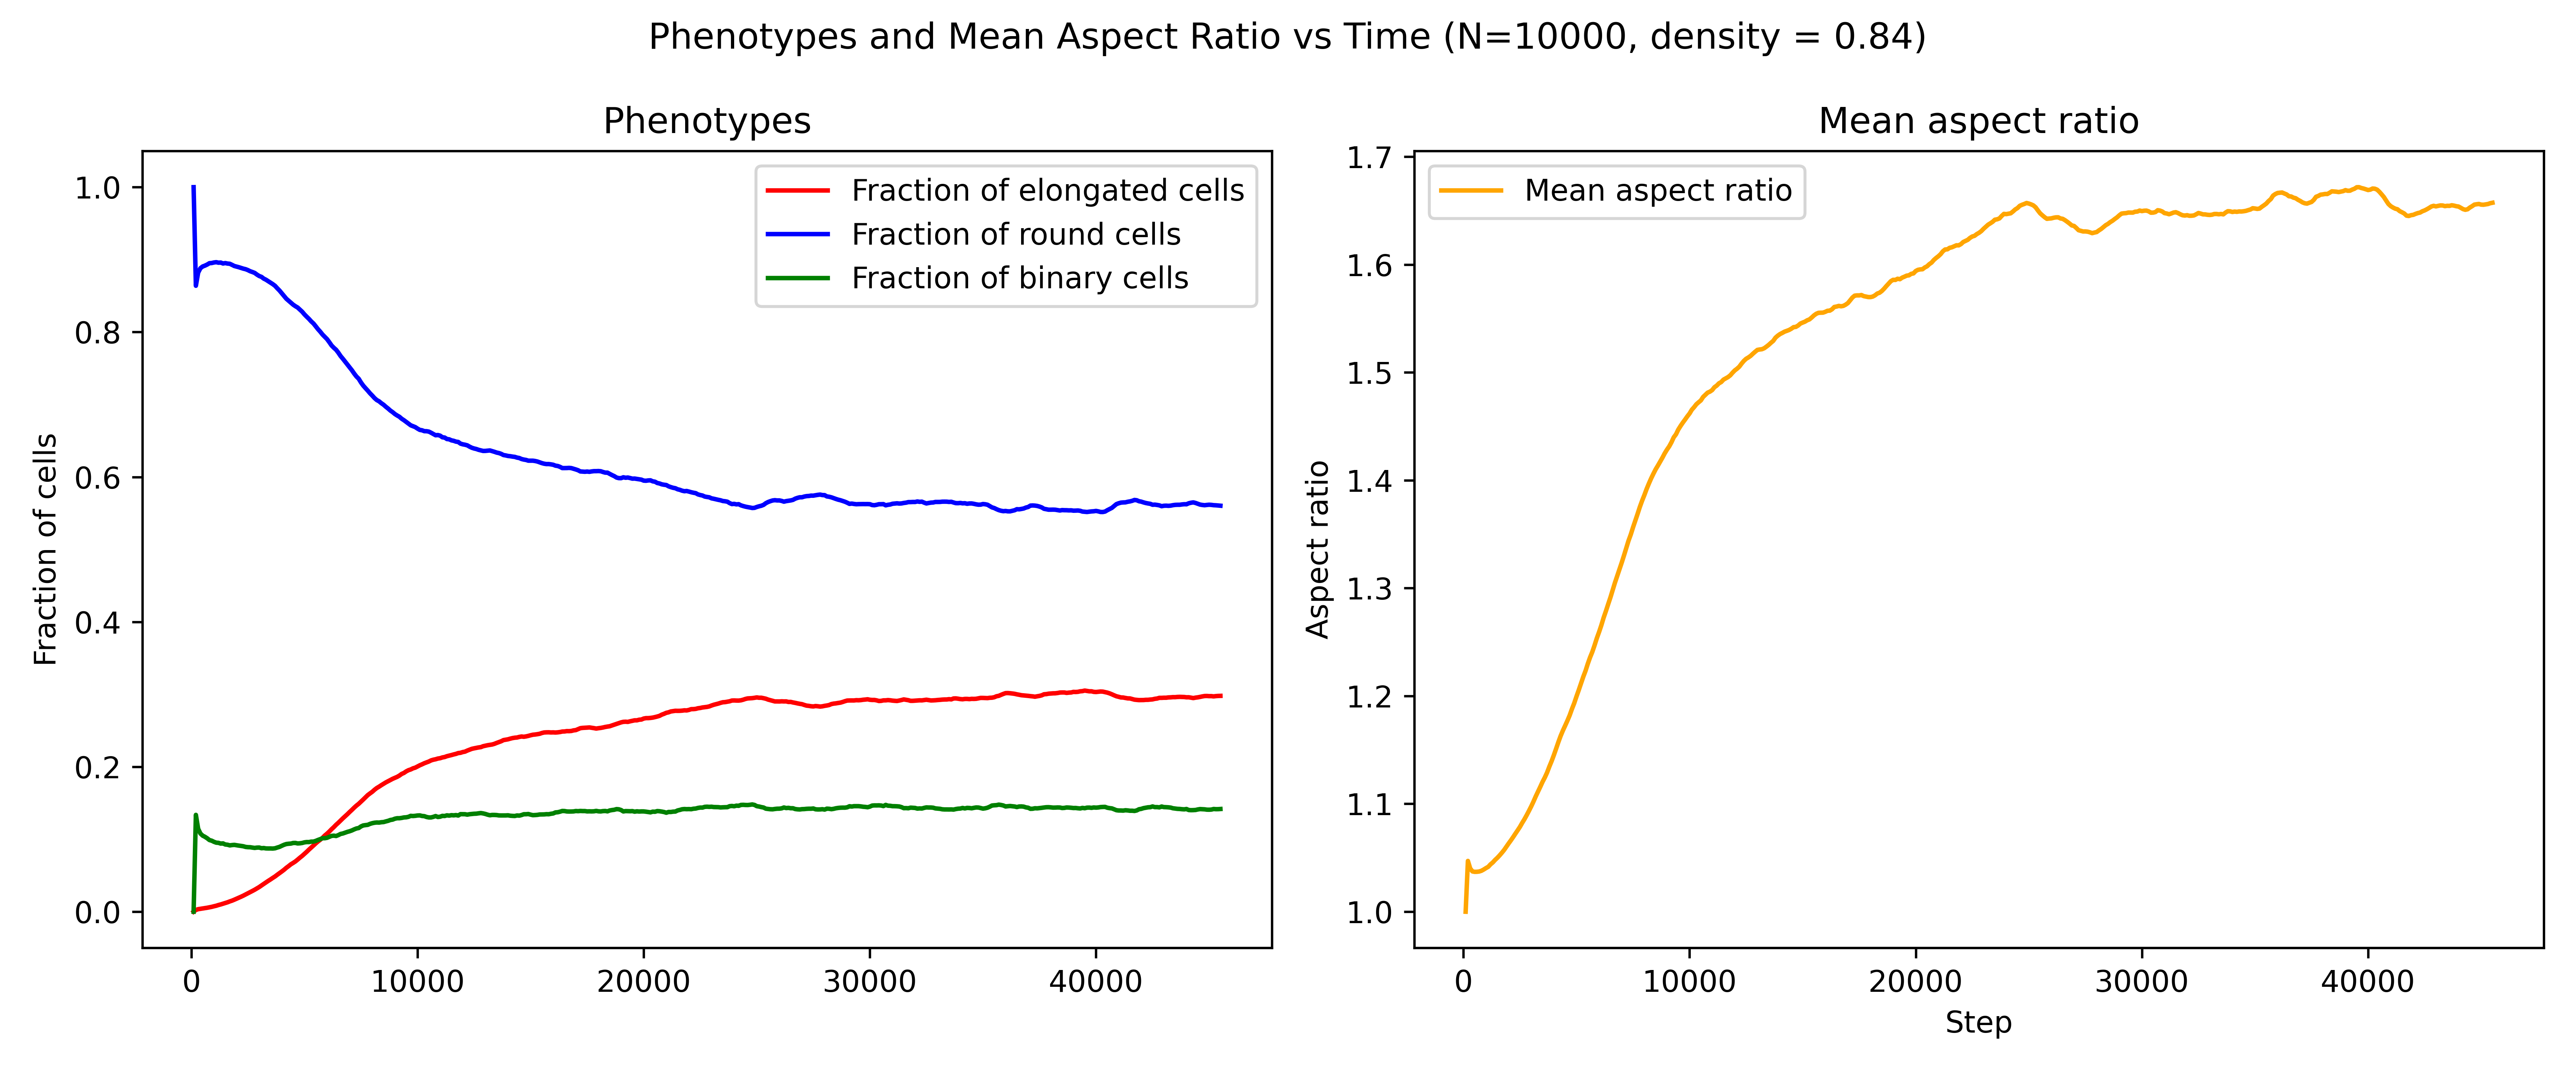 Phenotypes and Mean Aspect Ratio vs Time (N=10000, density = 0.84)
Phenotypes
Fraction of cells
1.0
0.8
0.6
0.4
0.2
0.0
Fraction of elongated cells
Fraction of round cells
Fraction of binary cells
0 10000 20000 30000 40000
Mean aspect ratio
Aspect ratio
1.7
1.6
1.5
1.4
1.3
1.2
1.1
1.0
Mean aspect ratio
0 10000 20000 30000 40000
Step